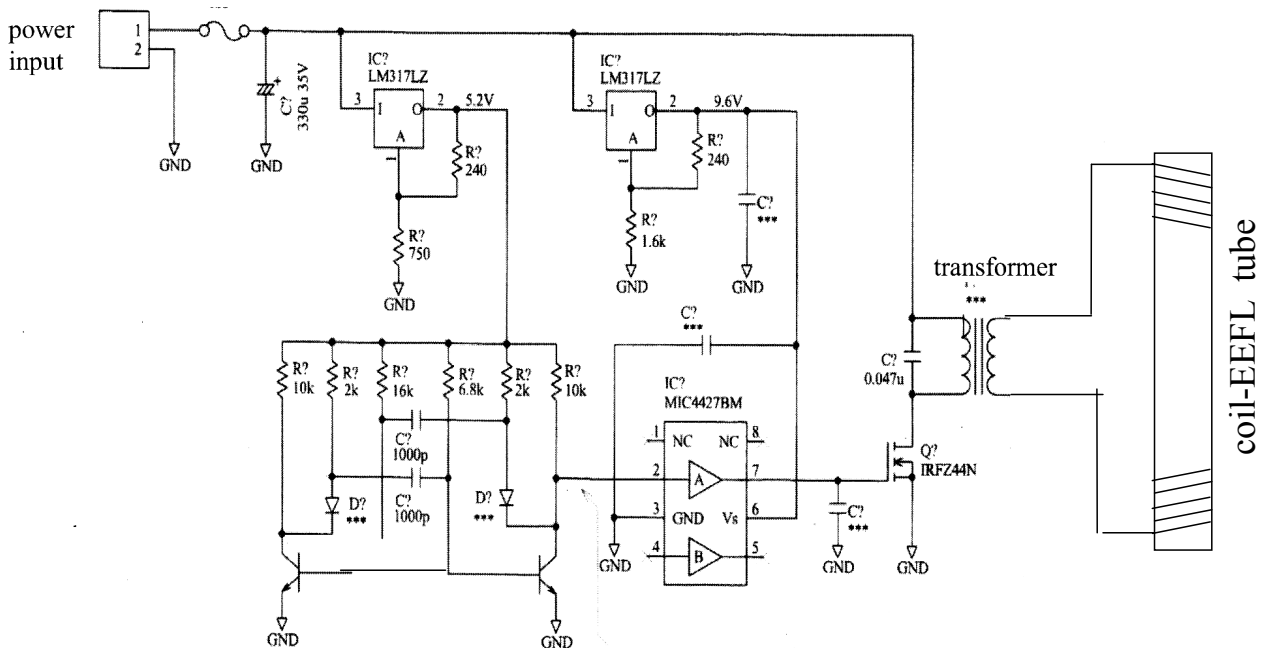 power
input
1
2
GND
C?
330u 35V
GND
IC?
LM317LZ
3
I
O
2
5.2V
A
1
R?
240
R?
750
GND
IC?
LM317LZ
3
I
O
2
9.6V
A
1
R?
240
R?
1.6k
GND
C?
***
GND
transformer
***
coil-EEFL tube
R?
10k
R?
2k
R?
16k
R?
6.8k
R?
2k
R?
10k
C?
1000p
C?
1000p
D?
***
D?
***
GND
GND
C?
***
IC?
MIC4427BM
1
NC
NC
8
2
A
7
3
GND
Vs
6
4
B
5
GND
C?
0.047u
Q?
IRFZ44N
C?
***
GND
GND